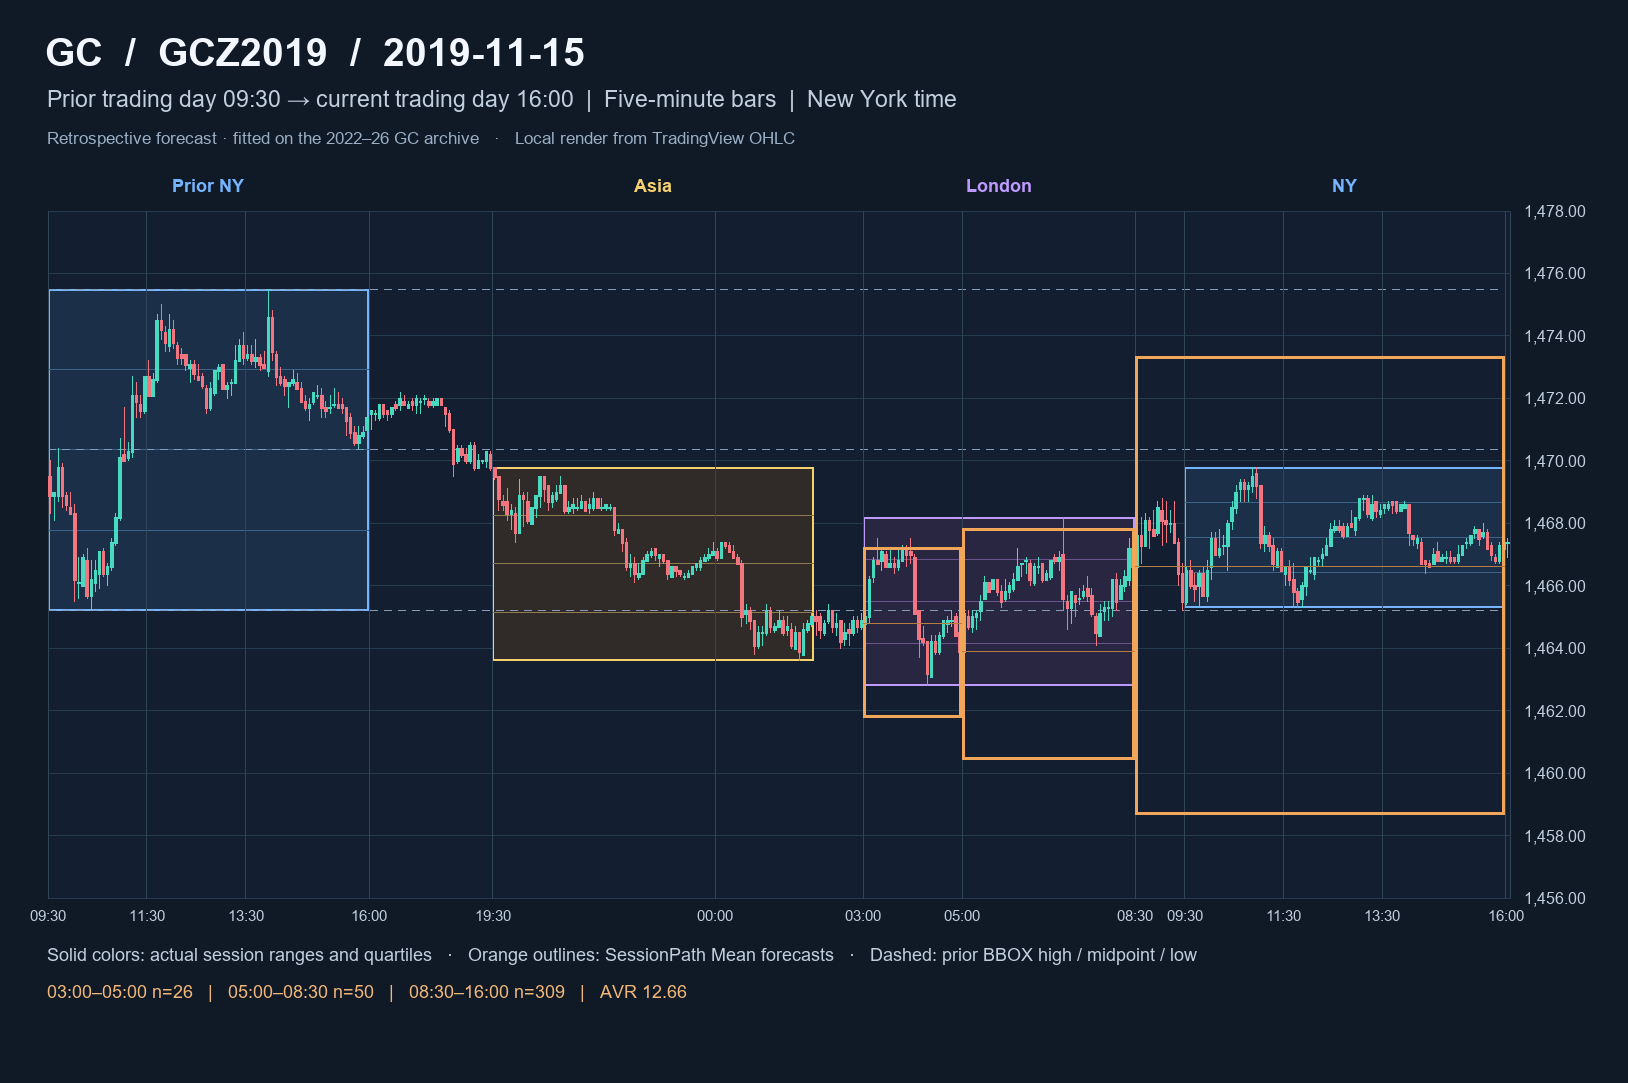 GC / GCZ2019 / 2019-11-15
Prior trading day 09:30 → current trading day 16:00 | Five-minute bars | New York time
Retrospective forecast · fitted on the 2022–26 GC archive · Local render from TradingView OHLC
Prior NY Asia London NY
1,478.00
1,476.00
1,474.00
1,472.00
1,470.00
1,468.00
1,466.00
1,464.00
1,462.00
1,460.00
1,458.00
1,456.00
09:30 11:30 13:30 16:00 19:30 00:00 03:00 05:00 08:30 09:30 11:30 13:30 16:00
Solid colors: actual session ranges and quartiles · Orange outlines: SessionPath Mean forecasts · Dashed: prior BBOX high / midpoint / low
03:00–05:00 n=26 | 05:00–08:30 n=50 | 08:30–16:00 n=309 | AVR 12.66